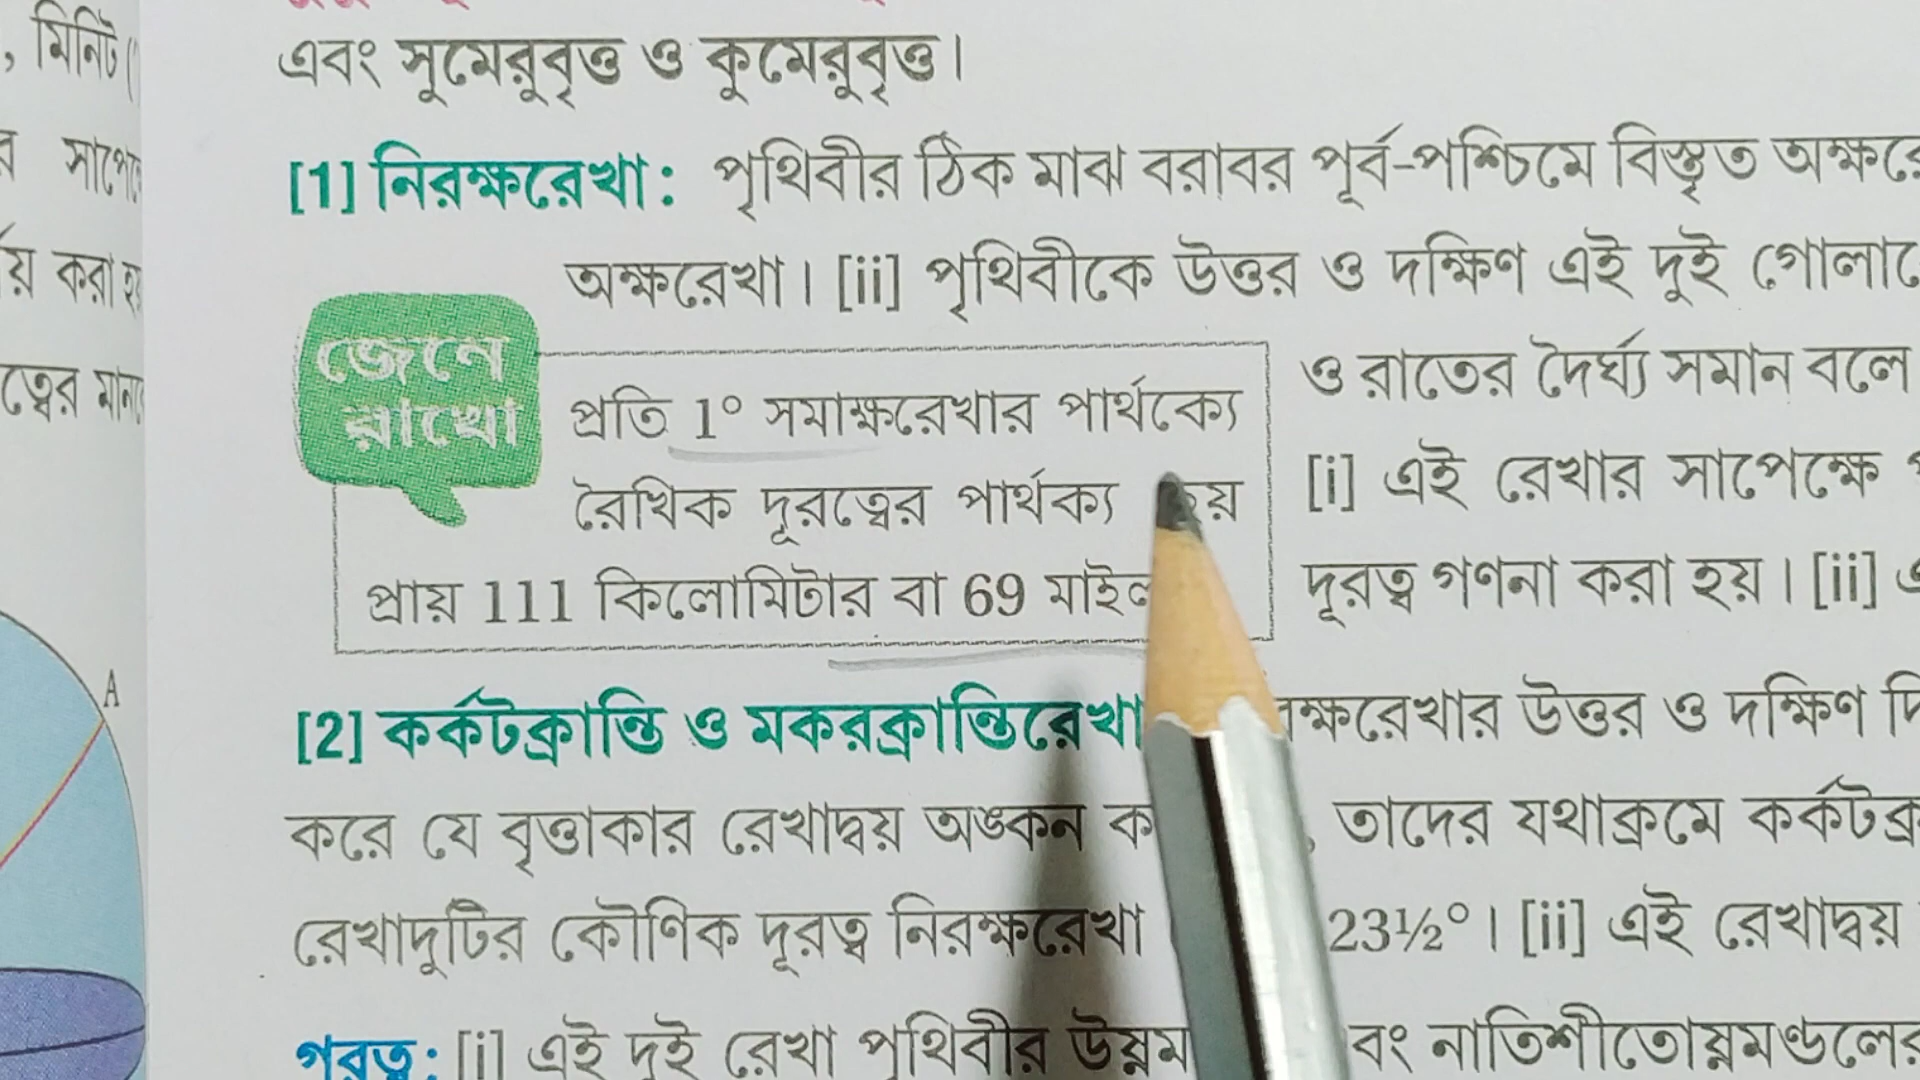 , মিনিট (
সাপে
য় করা হ
ত্বের মান
A
এবং সুমেরুবৃত্ত ও কুমেরুবৃত্ত।
[1] নিরক্ষরেখা: পৃথিবীর ঠিক মাঝ বরাবর পূর্ব-পশ্চিমে বিস্তৃত অক্ষরে
অক্ষরেখা। [ii] পৃথিবীকে উত্তর ও দক্ষিণ এই দুই গোলা
জেনে
রাখো
প্রতি 1° সমাক্ষরেখার পার্থক্যে
রৈখিক দূরত্বের পার্থক্য
প্রায় 111 কিলোমিটার বা 69 মাইল
ও রাতের দৈর্ঘ্য সমান বলে
[i] এই রেখার সাপেক্ষে
দূরত্ব গণনা করা হয়। [ii]
[2] কর্কটক্রান্তি ও মকরক্রান্তিরেখা ক্ষরেখার উত্তর ও দক্ষিণ দি
করে যে বৃত্তাকার রেখাদ্বয় অঙ্কন ক , তাদের যথাক্রমে কর্কটক্র
রেখাদুটির কৌণিক দূরত্ব নিরক্ষরেখা 23½°। [ii] এই রেখাদ্বয়
[i] এই দুই রেখা পৃথিবীর উষ্ণম বং নাতিশীতোষ্ণমণ্ডলের